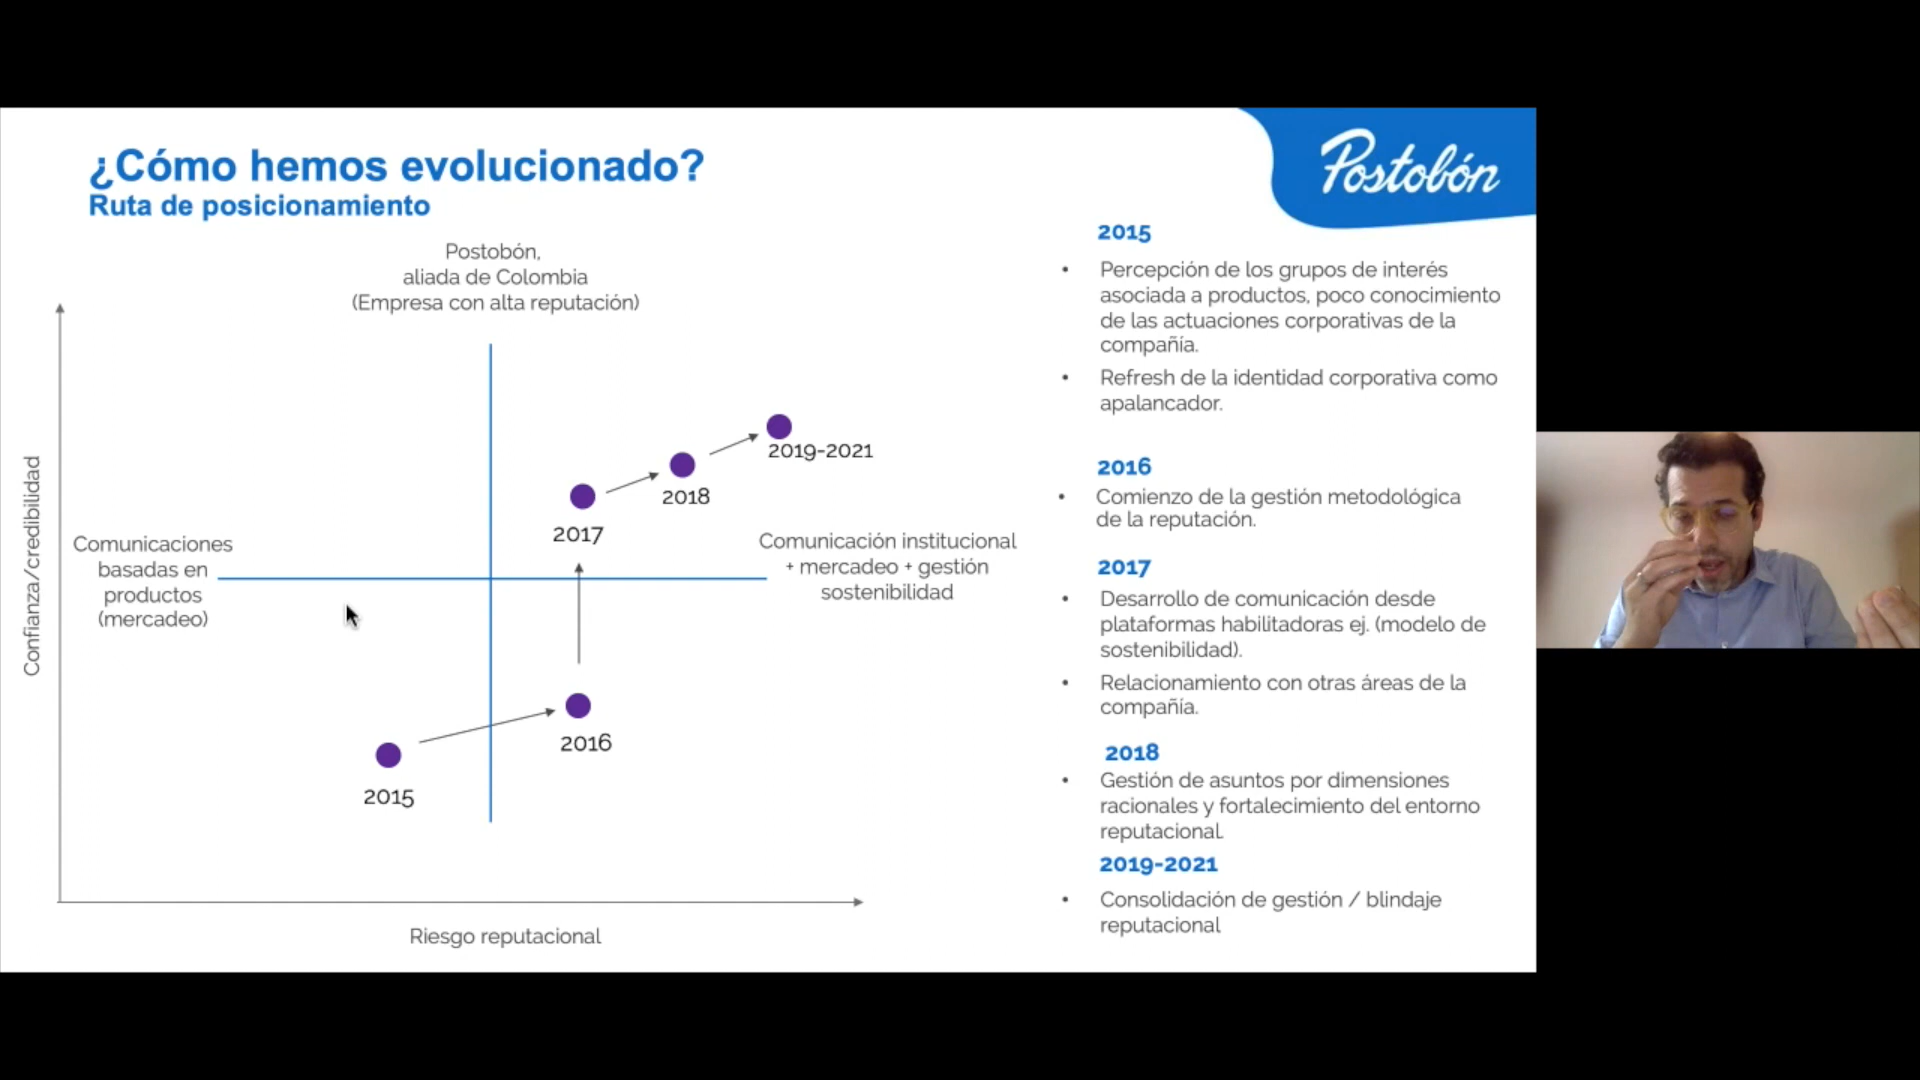 ¿Cómo hemos evolucionado?
Ruta de posicionamiento
Postobón
Postobón,
aliada de Colombia
(Empresa con alta reputación)
Confianza/credibilidad
Comunicaciones
basadas en
productos
(mercadeo)
Comunicación institucional
+ mercadeo + gestión
sostenibilidad
2019-2021
2018
2017
2016
2015
Riesgo reputacional
2015
• Percepción de los grupos de interés
asociada a productos, poco conocimiento
de las actuaciones corporativas de la
compañía.
• Refresh de la identidad corporativa como
apalancador.
2016
• Comienzo de la gestión metodológica
de la reputación.
2017
• Desarrollo de comunicación desde
plataformas habilitadoras ej. (modelo de
sostenibilidad).
• Relacionamiento con otras áreas de la
compañía.
2018
• Gestión de asuntos por dimensiones
racionales y fortalecimiento del entorno
reputacional.
2019-2021
• Consolidación de gestión / blindaje
reputacional